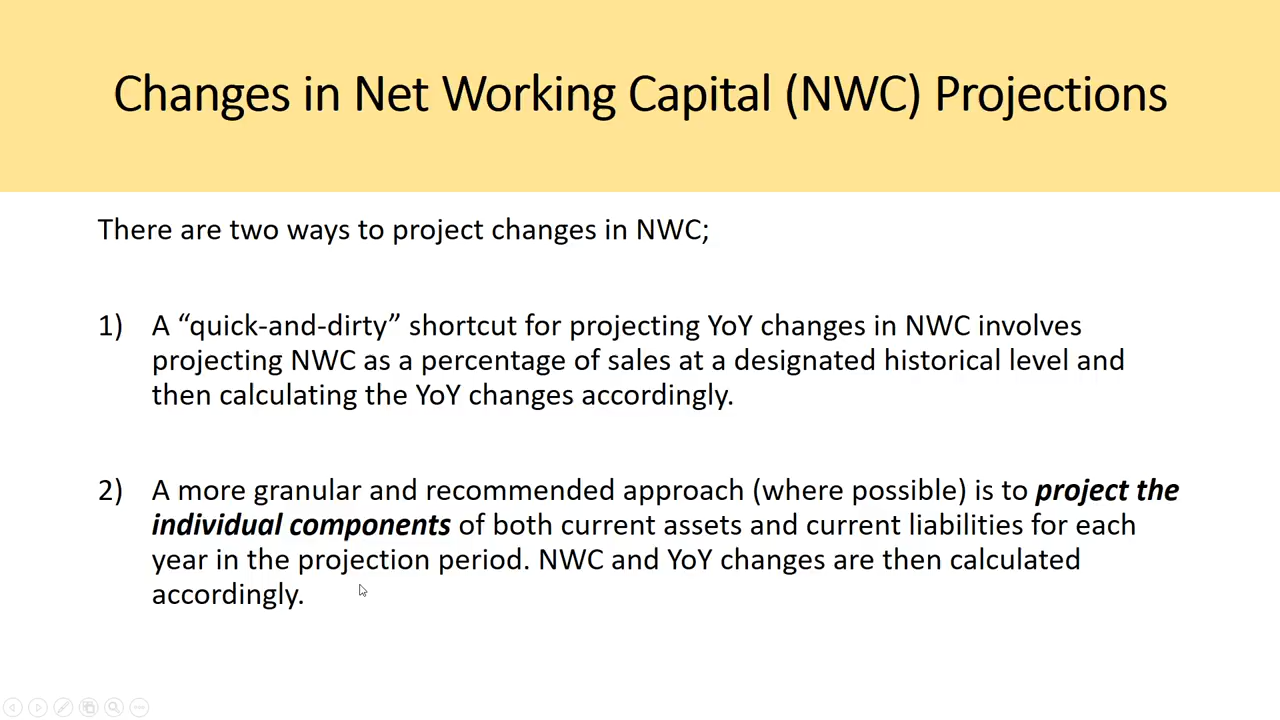 Changes in Net Working Capital (NWC) Projections
There are two ways to project changes in NWC;
1) A “quick-and-dirty” shortcut for projecting YoY changes in NWC involves
projecting NWC as a percentage of sales at a designated historical level and
then calculating the YoY changes accordingly.
2) A more granular and recommended approach (where possible) is to project the
individual components of both current assets and current liabilities for each
year in the projection period. NWC and YoY changes are then calculated
accordingly.